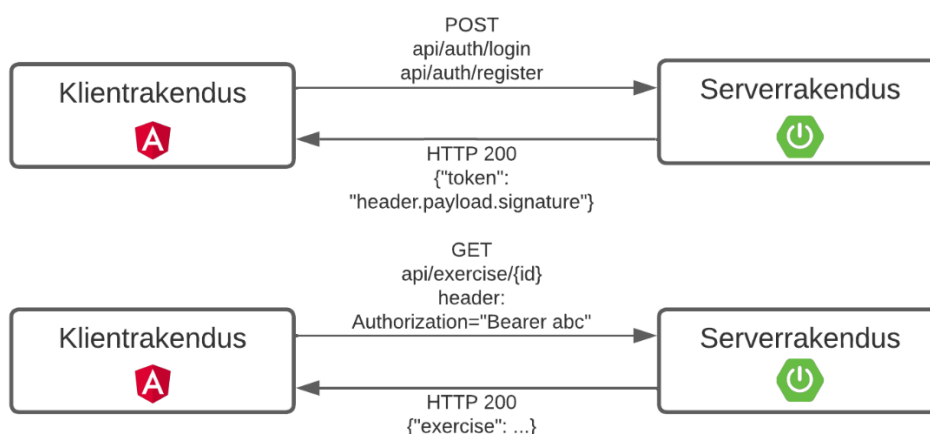 POST
api/auth/login
api/auth/register
Klientrakendus
Serverrakendus
HTTP 200
{"token":
"header.payload.signature"}
GET
api/exercise/{id}
header:
Authorization="Bearer abc"
Klientrakendus
Serverrakendus
HTTP 200
{"exercise": ...}